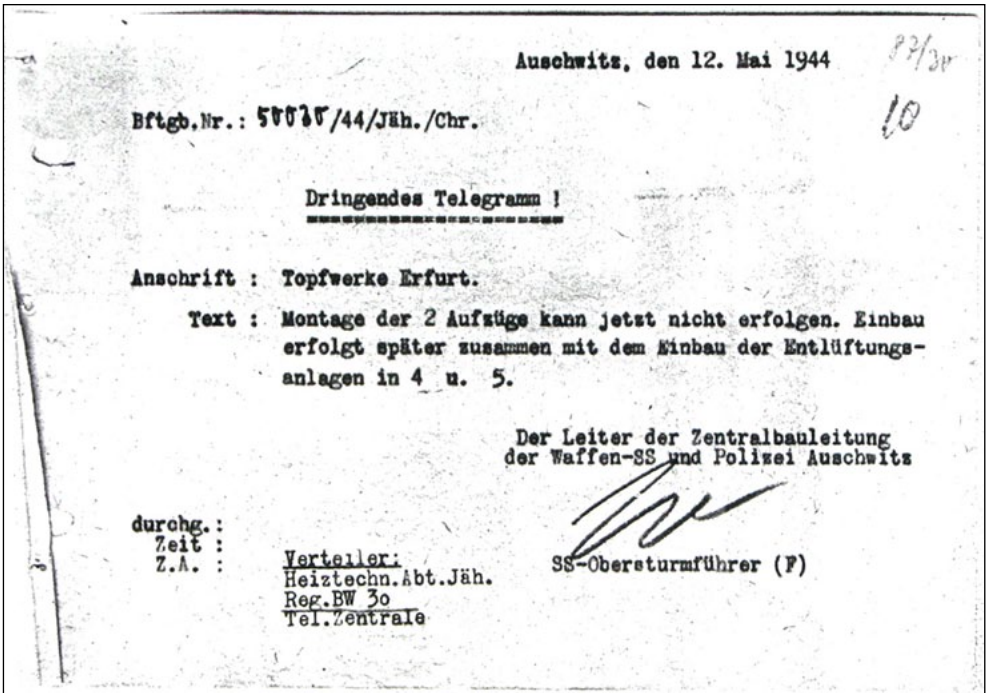 Auschwitz, den 12. Mai 1944
10
Bftgb.Nr.: /44/Jäh./Chr.
Dringendes Telegramm !
Anschrift : Topfwerke Erfurt.
Text : Montage der 2 Aufzüge kann jetzt nicht erfolgen. Einbau
erfolgt später zusammen mit dem Einbau der Entlüftungs-
anlagen in 4 u. 5.
Der Leiter der Zentralbauleitung
der Waffen-SS und Polizei Auschwitz
SS-Obersturmführer (F)
durchg.:
Zeit :
Z.A. :
Verteiler:
Heiztechn.Abt.Jäh.
Reg.BW 3o
Tel.Zentrale